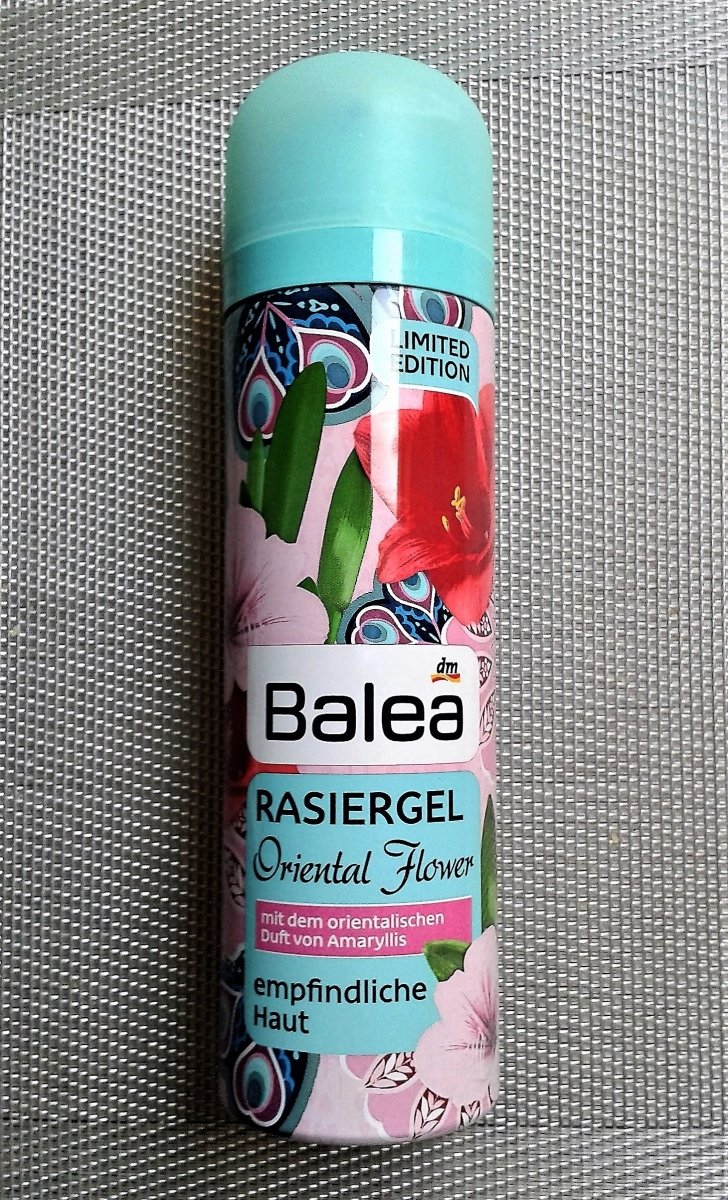 LIMITED
EDITION
dm
Balea
RASIERGEL
Oriental Flower
mit dem orientalischen
Duft von Amaryllis
empfindliche
Haut